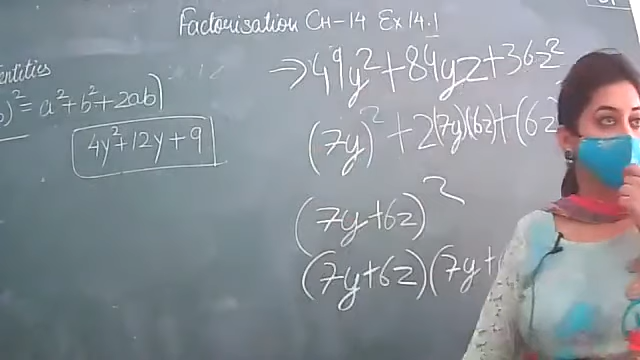 Factorisation CH-14 Ex 14.1
entities
b)² = a²+b²+2ab)
4y²+12y+9
→ 49y²+84yz+36z²
(7y)²+2(7y)(6z)+(6z
(7y+6z)²
(7y+6z)(7y+